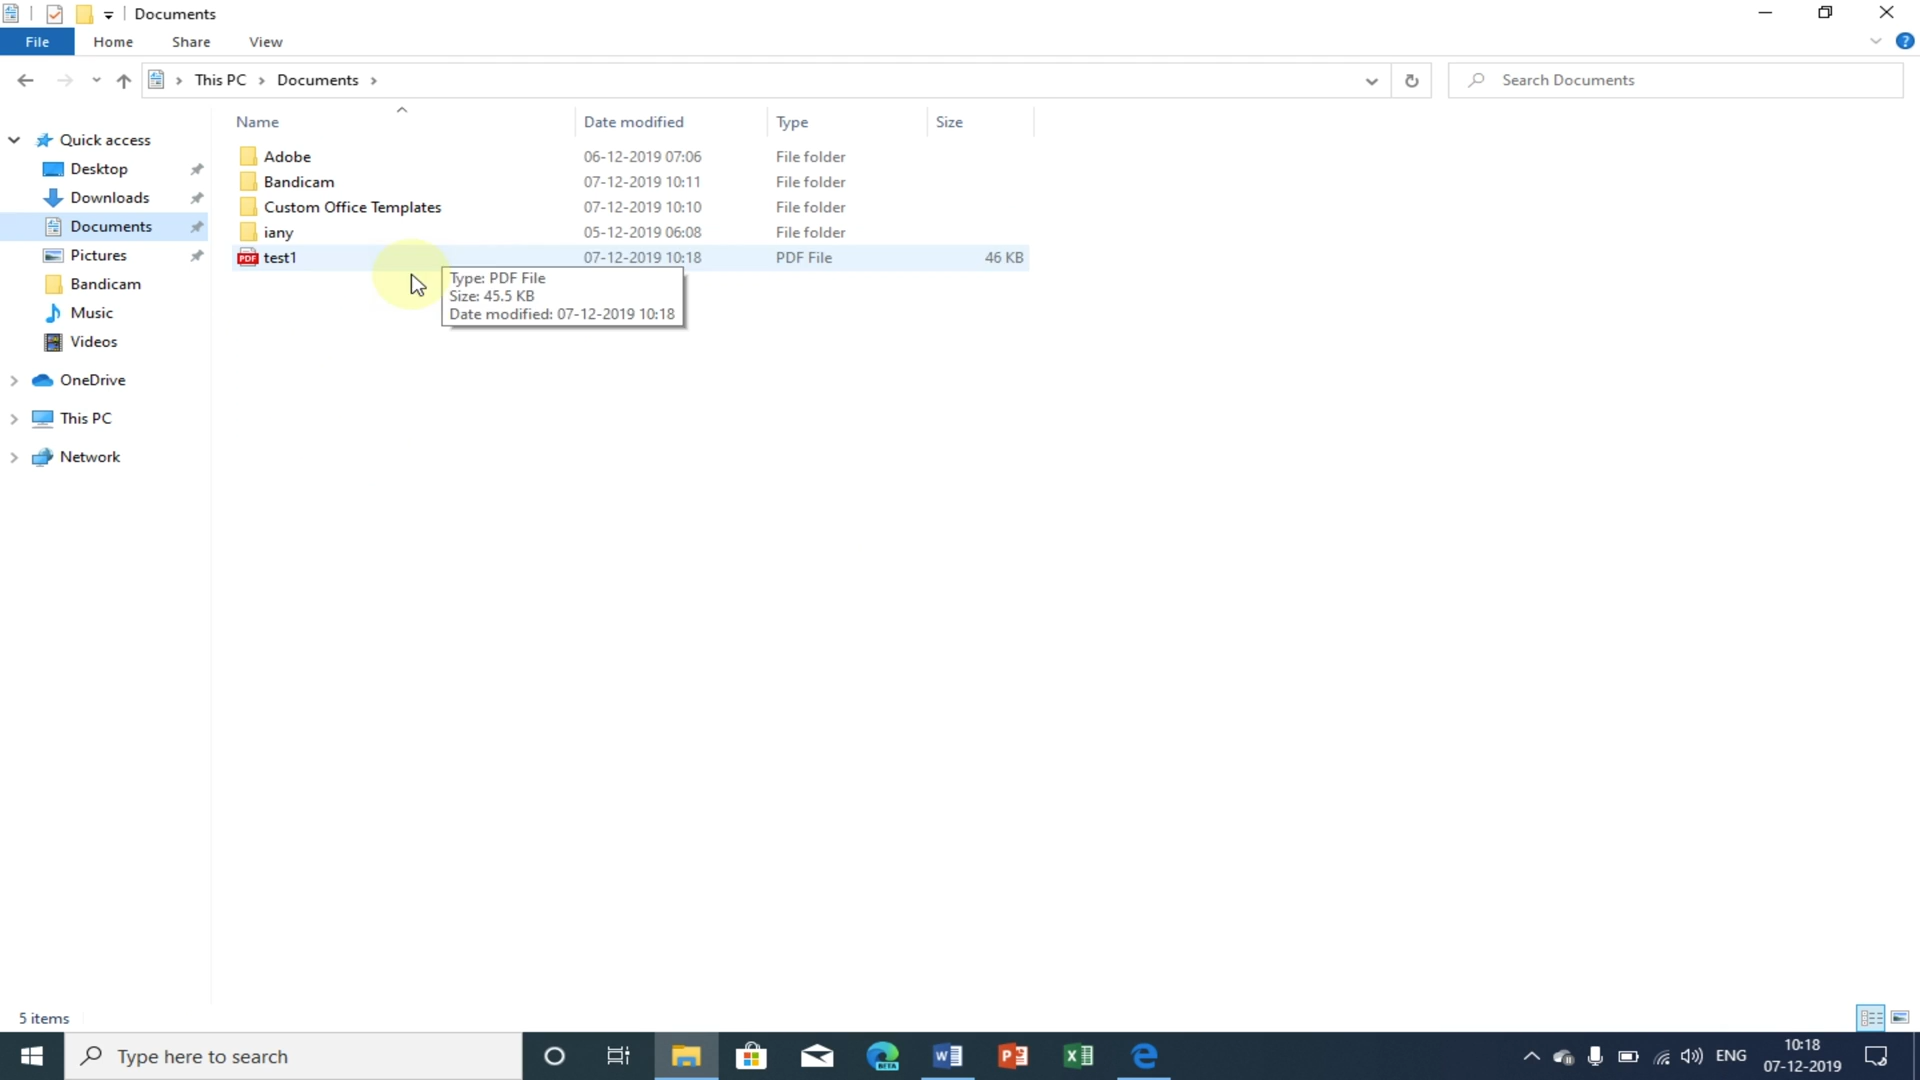 Documents
File Home Share View
This PC > Documents >
Search Documents
Name Date modified Type Size
Quick access
Desktop
Downloads
Documents
Pictures
Bandicam
Music
Videos
OneDrive
This PC
Network
Adobe 06-12-2019 07:06 File folder
Bandicam 07-12-2019 10:11 File folder
Custom Office Templates 07-12-2019 10:10 File folder
iany 05-12-2019 06:08 File folder
PDF test1 07-12-2019 10:18 PDF File 46 KB
Type: PDF File
Size: 45.5 KB
Date modified: 07-12-2019 10:18
5 items
Type here to search
BETA
ENG
10:18
07-12-2019